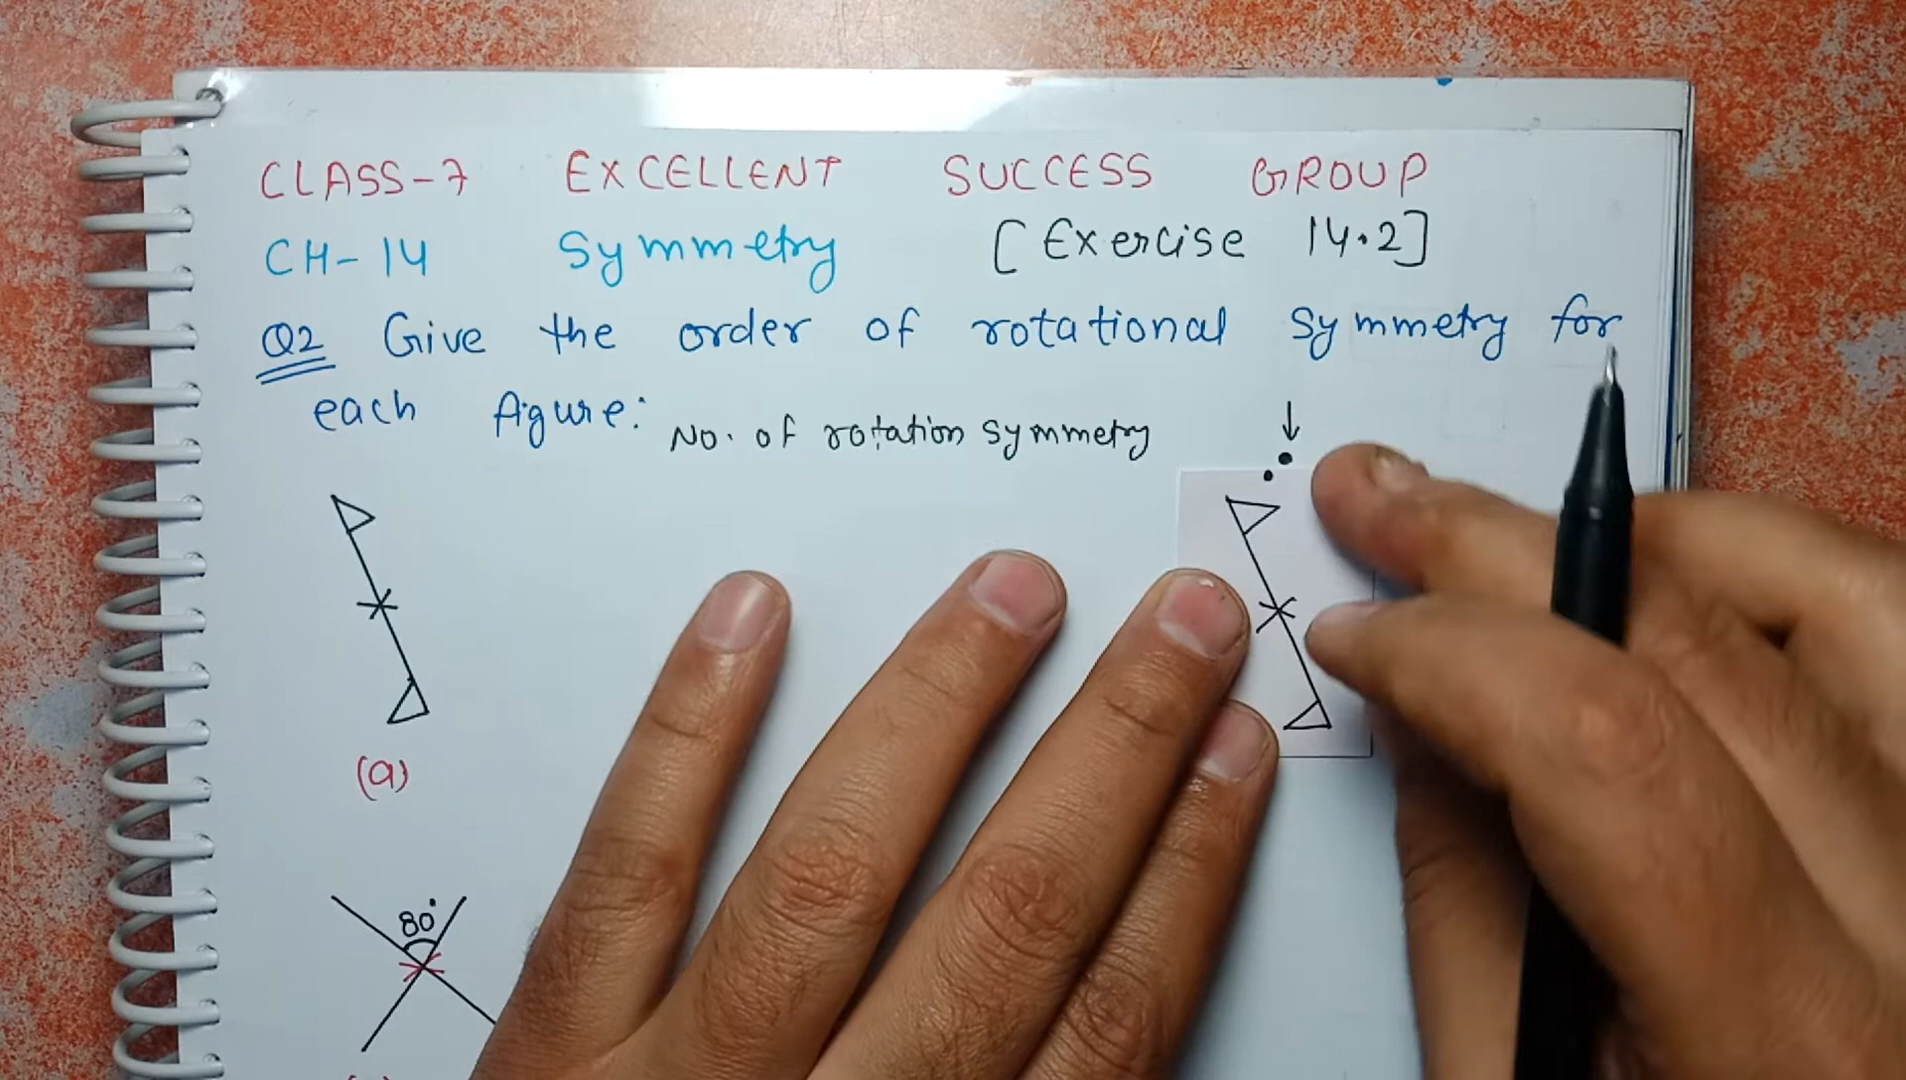 CLASS-7 EXCELLENT SUCCESS GROUP
CH-14 Symmetry [Exercise 14.2]
Q2 Give the order of rotational symmetry for
each figure:
No. of rotation symmetry
(a)
80°